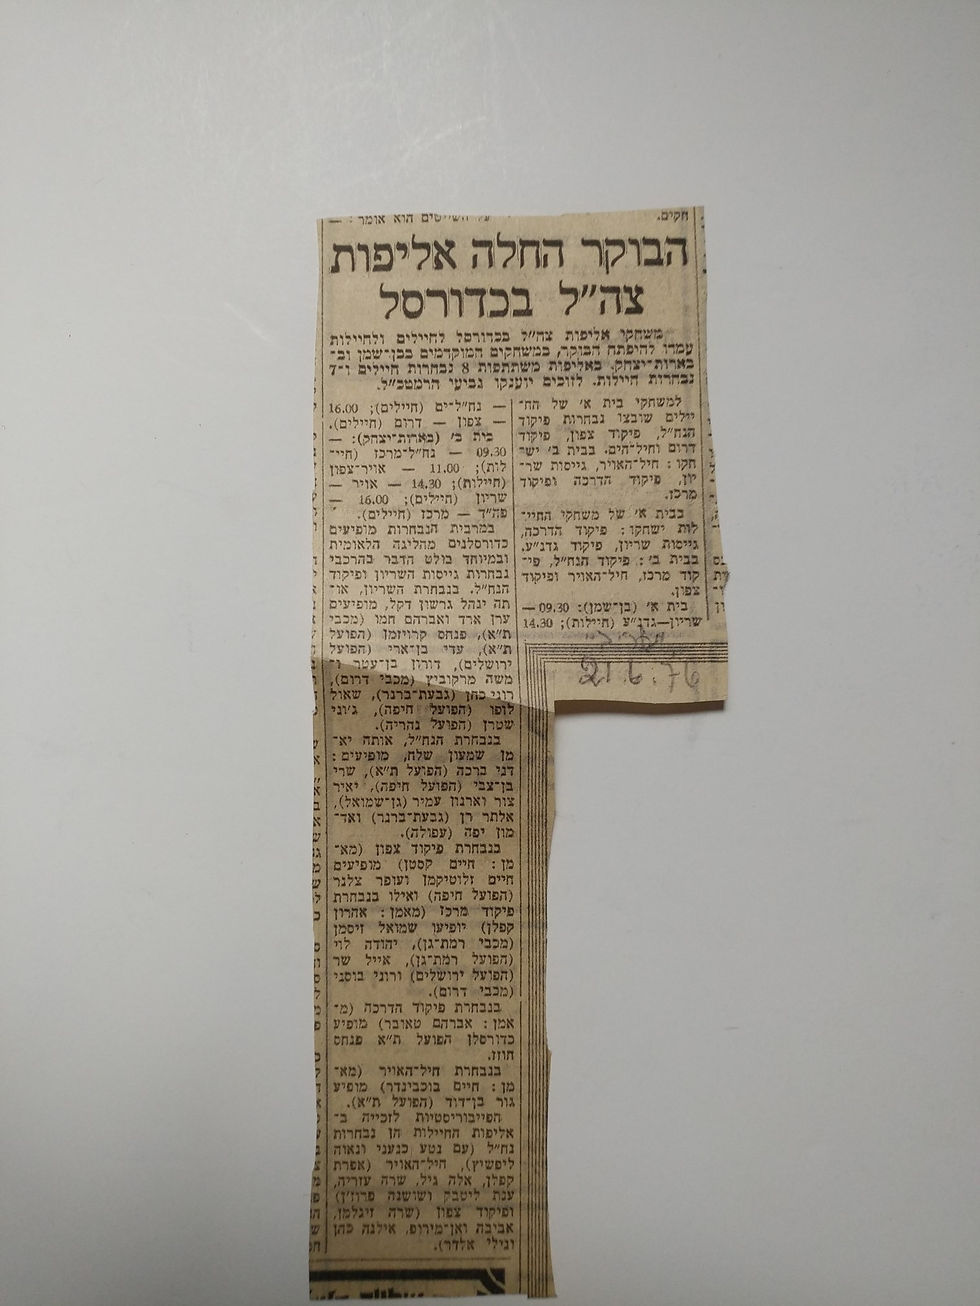 חקים.
על השייטים הוא אומר: —
הבוקר החלה אליפות
צה״ל בכדורסל
משחקי אליפות צה״ל בכדורסל לחיילים ולחיילות
עמדו להיפתח הבוקר, במשחקים המוקדמים בבן־שמן וב־
בארות־יצחק. באליפות משתתפות 8 נבחרות חיילים ו־7
נבחרות חיילות. לזוכים יוענקו גביעי הרמטכ״ל.
למשחקי בית א׳ של הח־
יילים שובצו נבחרות פיקוד
הנח״ל, פיקוד צפון, פיקוד
דרום וחיל־הים. בבית ב׳ יש־
חקו: חיל־האויר, גייסות שר־
יון, פיקוד הדרכה ופיקוד
מרכז.
בבית א׳ של משחקי החיי־
לות ישחקו: פיקוד הדרכה,
גייסות שריון, פיקוד גדנ״ע.
בבית ב׳: פיקוד הנח״ל, פי־
קוד מרכז, חיל־האויר ופיקוד
צפון.
בית א׳ (בן־שמן): 09.30 —
שריון—גדנ״ע (חיילות); 14.30
— נח״ל־ים (חיילים); 16.00
— צפון — דרום (חיילים).
בית ב׳ (בארות־יצחק): —
09.30 — נח״ל־מרכז (חיי־
לות); 11.00 — אויר־צפון
(חיילות); 14.30 — אויר —
שריון (חיילים); 16.00 —
פה״ד — מרכז (חיילים).
במרבית הנבחרות מופיעים
כדורסלנים מהליגה הלאומית
ובמיוחד בולט הדבר בהרכבי
נבחרות גייסות השריון ופיקוד
הנח״ל. בנבחרת השריון, או־
תה ינהל גרשון דקל, מופיעים
ערן ארד ואברהם חמו (מכבי
ת״א), פנחס קרויזמן (הפועל
ת״א), עדי בן־ארי (הפועל
ירושלים), דורון בן־עטר ו־
משה מרקוביץ (מכבי דרום),
רוני כהן (גבעת־ברנר), שאול
לופו (הפועל חיפה), ג׳וני
שטרן (הפועל נהריה).
בנבחרת הנח״ל, אותה יא־
מן שמעון שלח, מופיעים:
דני ברכה (הפועל ת״א), שרי
בן־צבי (הפועל חיפה), יאיר
צור וארנון עמיר (גן־שמואל),
אלתר רן (גבעת־ברנר) ואד־
מון יפה (עפולה).
בנבחרת פיקוד צפון (מא־
מן: חיים קסטן) מופיעים
חיים זלוטיקמן ועופר צלנר
(הפועל חיפה) ואילו בנבחרת
פיקוד מרכז (מאמן: אהרון
קפלן) יופיעו שמואל זיסמן
(מכבי רמת־גן), יהודה לוי
(הפועל רמת־גן), אייל שר
(הפועל ירושלים) ורוני בוסני
(מכבי דרום).
בנבחרת פיקוד הדרכה (מ־
אמן: אברהם טאובר) מופיע
כדורסלן הפועל ת״א פנחס
חוזז.
בנבחרת חיל־האויר (מא־
מן: חיים בוכבינדר) מופיע
גור בן־דוד (הפועל ת״א).
הפייבוריסטיות לזכייה ב־
אליפות החיילות הן נבחרות
נח״ל (עם נטע כנעני ונאוה
ליפשיץ), חיל־האויר (אפרת
קפלן, אלה גיל, שרה עזריה,
ענת ליטבק ושושנה פרוז׳ן)
ופיקוד צפון (שרה זיגלמן,
אביבה ואן־מירופ, אילנה כהן
ונילי אלדר).
21.6.76